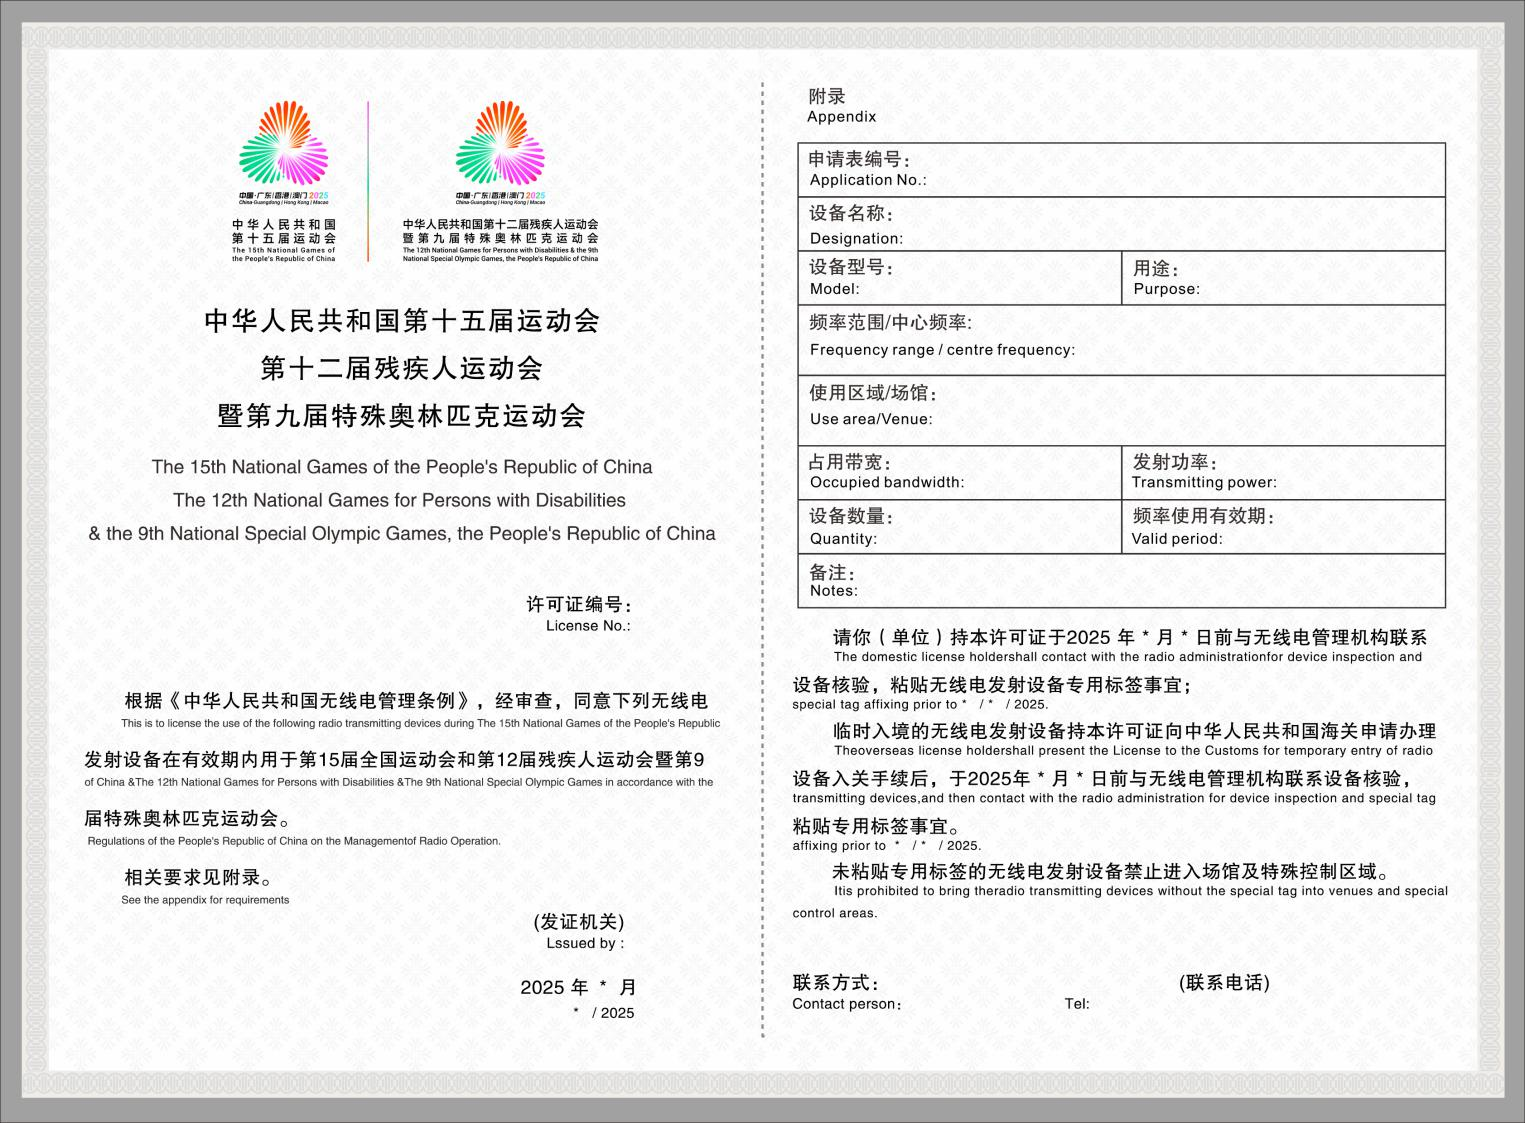 中国·广东|香港|澳门 2025
China·Guangdong | Hong Kong | Macao
中华人民共和国
第十五届运动会
The 15th National Games of
the People's Republic of China
中国·广东|香港|澳门 2025
China·Guangdong | Hong Kong | Macao
中华人民共和国第十二届残疾人运动会
暨第九届特殊奥林匹克运动会
The 12th National Games for Persons with Disabilities & the 9th
National Special Olympic Games, the People's Republic of China
中华人民共和国第十五届运动会
第十二届残疾人运动会
暨第九届特殊奥林匹克运动会
The 15th National Games of the People's Republic of China
The 12th National Games for Persons with Disabilities
& the 9th National Special Olympic Games, the People's Republic of China
许可证编号：
License No.:
根据《中华人民共和国无线电管理条例》，经审查，同意下列无线电
This is to license the use of the following radio transmitting devices during The 15th National Games of the People's Republic
发射设备在有效期内用于第15届全国运动会和第12届残疾人运动会暨第9
of China &The 12th National Games for Persons with Disabilities &The 9th National Special Olympic Games in accordance with the
届特殊奥林匹克运动会。
Regulations of the People's Republic of China on the Managementof Radio Operation.
相关要求见附录。
See the appendix for requirements
(发证机关)
Lssued by :
2025 年 * 月
* / 2025
附录
Appendix
申请表编号：
Application No.:
设备名称：
Designation:
设备型号：
Model:
用途：
Purpose:
频率范围/中心频率:
Frequency range / centre frequency:
使用区域/场馆：
Use area/Venue:
占用带宽：
Occupied bandwidth:
发射功率：
Transmitting power:
设备数量：
Quantity:
频率使用有效期：
Valid period:
备注：
Notes:
请你（单位）持本许可证于2025 年 * 月 * 日前与无线电管理机构联系
The domestic license holdershall contact with the radio administrationfor device inspection and
设备核验，粘贴无线电发射设备专用标签事宜；
special tag affixing prior to * / * / 2025.
临时入境的无线电发射设备持本许可证向中华人民共和国海关申请办理
Theoverseas license holdershall present the License to the Customs for temporary entry of radio
设备入关手续后，于2025年 * 月 * 日前与无线电管理机构联系设备核验，
transmitting devices,and then contact with the radio administration for device inspection and special tag
粘贴专用标签事宜。
affixing prior to * / * / 2025.
未粘贴专用标签的无线电发射设备禁止进入场馆及特殊控制区域。
Itis prohibited to bring theradio transmitting devices without the special tag into venues and special
control areas.
联系方式： (联系电话)
Contact person： Tel: